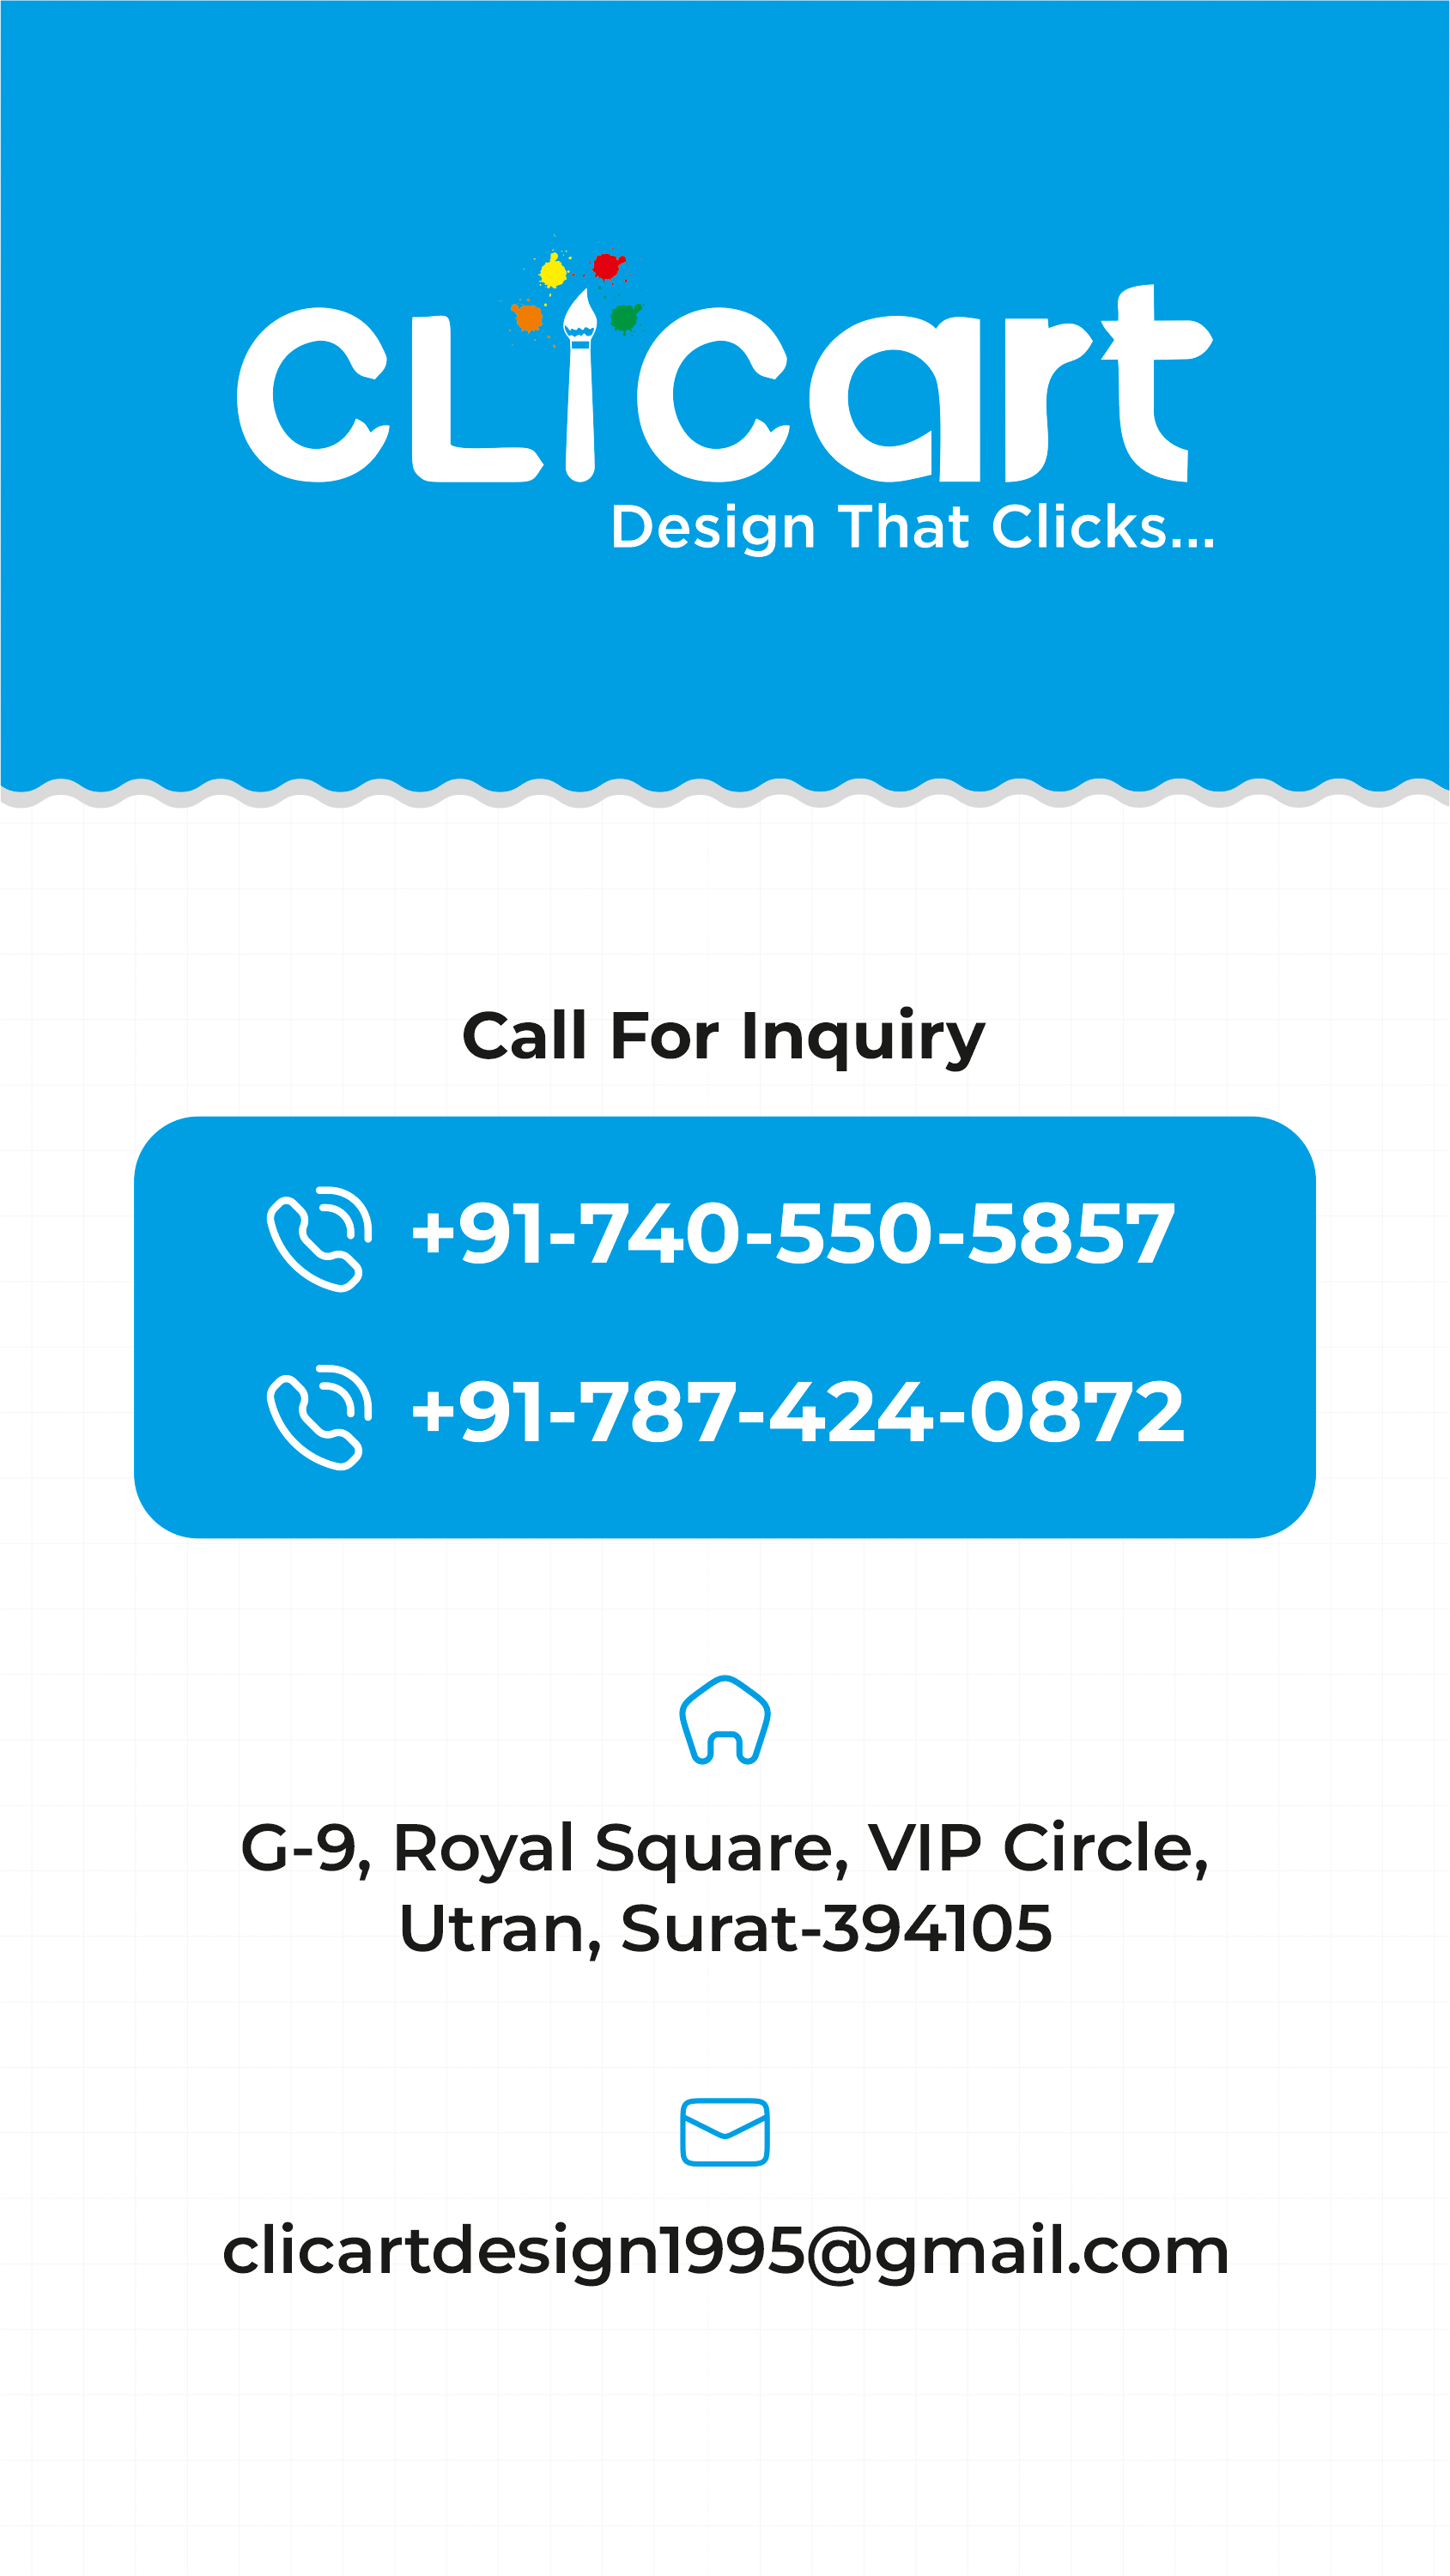 CLiCart
Design That Clicks...
Call For Inquiry
+91-740-550-5857
+91-787-424-0872
G-9, Royal Square, VIP Circle,
Utran, Surat-394105
clicartdesign1995@gmail.com